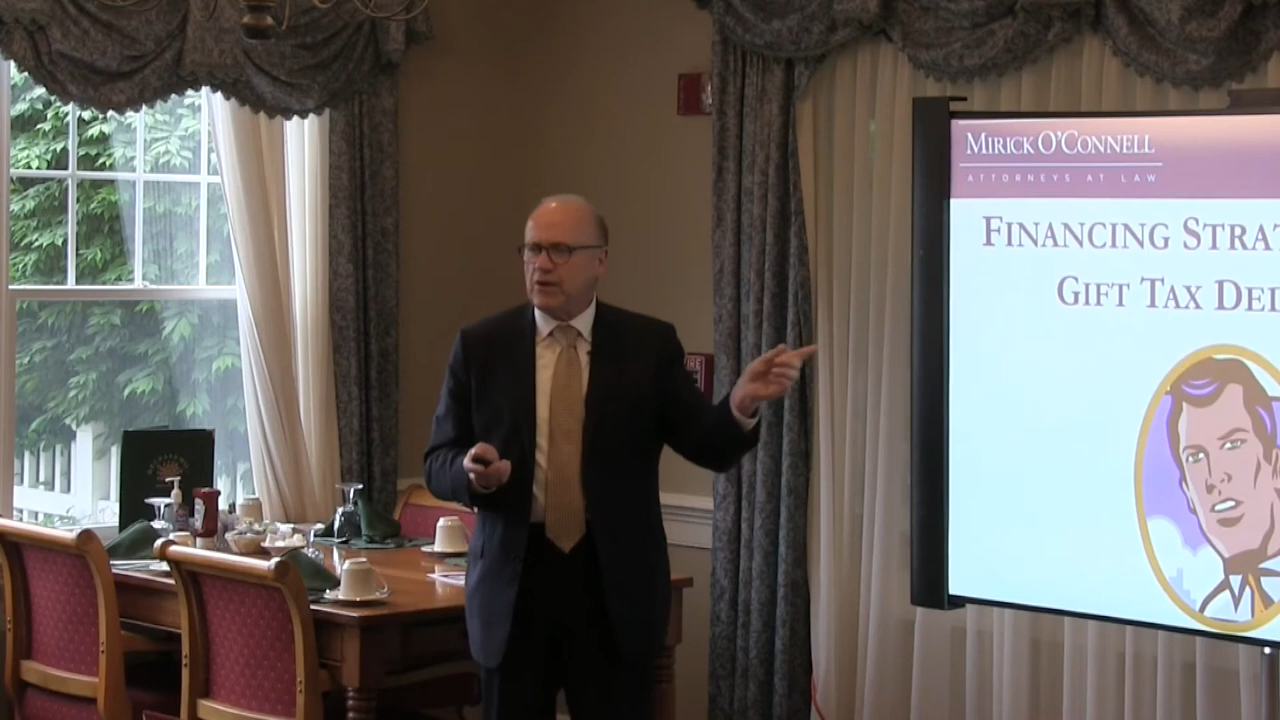 MIRICK O'CONNELL
ATTORNEYS AT LAW
FINANCING STRAT
GIFT TAX DE